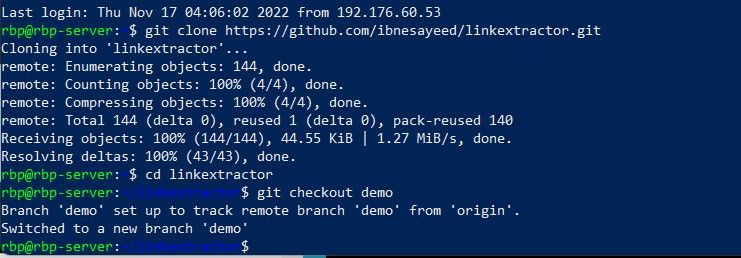 Last login: Thu Nov 17 04:06:02 2022 from 192.176.60.53
rbp@rbp-server:~$ git clone https://github.com/ibnesayeed/linkextractor.git
Cloning into 'linkextractor'...
remote: Enumerating objects: 144, done.
remote: Counting objects: 100% (4/4), done.
remote: Compressing objects: 100% (4/4), done.
remote: Total 144 (delta 0), reused 1 (delta 0), pack-reused 140
Receiving objects: 100% (144/144), 44.55 KiB | 1.27 MiB/s, done.
Resolving deltas: 100% (43/43), done.
rbp@rbp-server:~$ cd linkextractor
rbp@rbp-server:~/linkextractor$ git checkout demo
Branch 'demo' set up to track remote branch 'demo' from 'origin'.
Switched to a new branch 'demo'
rbp@rbp-server:~/linkextractor$